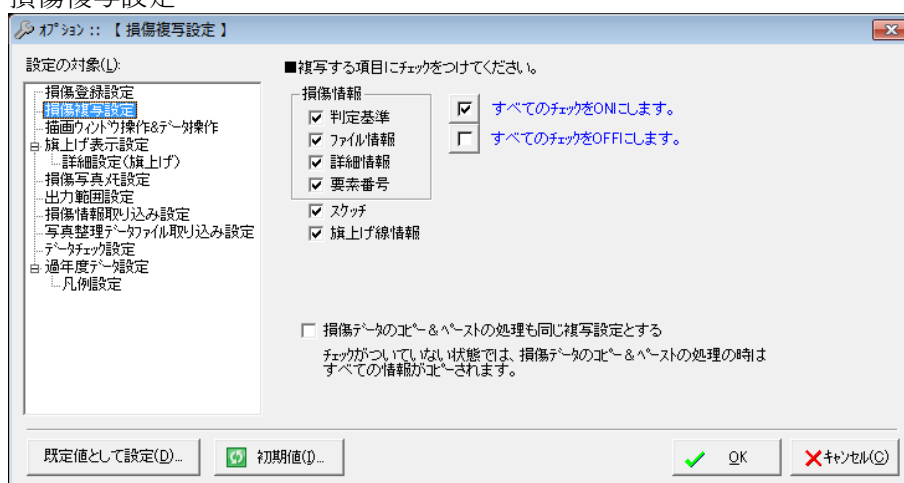 損傷複写設定
ｵﾌﾟｼｮﾝ :: 【 損傷複写設定 】
設定の対象(L):
損傷登録設定
損傷複写設定
描画ｳｨﾝﾄﾞｳ操作&ﾃﾞｰﾀ操作
旗上げ表示設定
詳細設定(旗上げ)
損傷写真ﾒﾓ設定
出力範囲設定
損傷情報取り込み設定
写真整理ﾃﾞｰﾀﾌｧｲﾙ取り込み設定
ﾃﾞｰﾀﾁｪｯｸ設定
過年度ﾃﾞｰﾀ設定
凡例設定
■複写する項目にﾁｪｯｸをつけてください。
損傷情報
判定基準
ﾌｧｲﾙ情報
詳細情報
要素番号
ｽｹｯﾁ
旗上げ線情報
すべてのﾁｪｯｸをONにします。
すべてのﾁｪｯｸをOFFにします。
損傷ﾃﾞｰﾀのｺﾋﾟｰ&ﾍﾟｰｽﾄの処理も同じ複写設定とする
ﾁｪｯｸがついていない状態では、損傷ﾃﾞｰﾀのｺﾋﾟｰ&ﾍﾟｰｽﾄの処理の時は
すべての情報がｺﾋﾟｰされます。
既定値として設定(D)...
初期値(I)...
OK
ｷｬﾝｾﾙ(C)